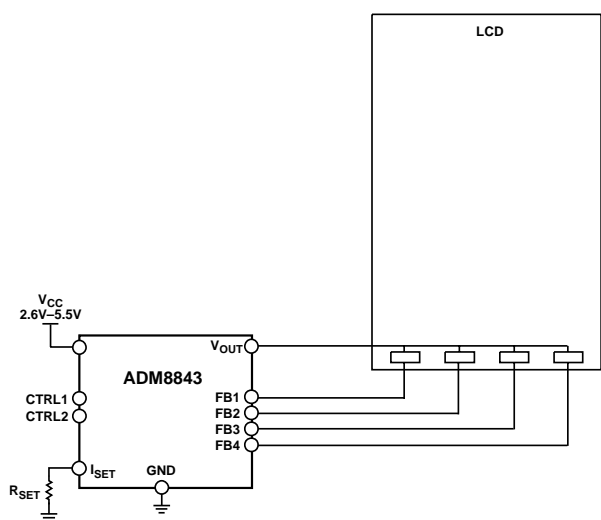 LCD
VCC
2.6V–5.5V
VOUT
ADM8843
CTRL1
CTRL2
FB1
FB2
FB3
FB4
ISET
GND
RSET